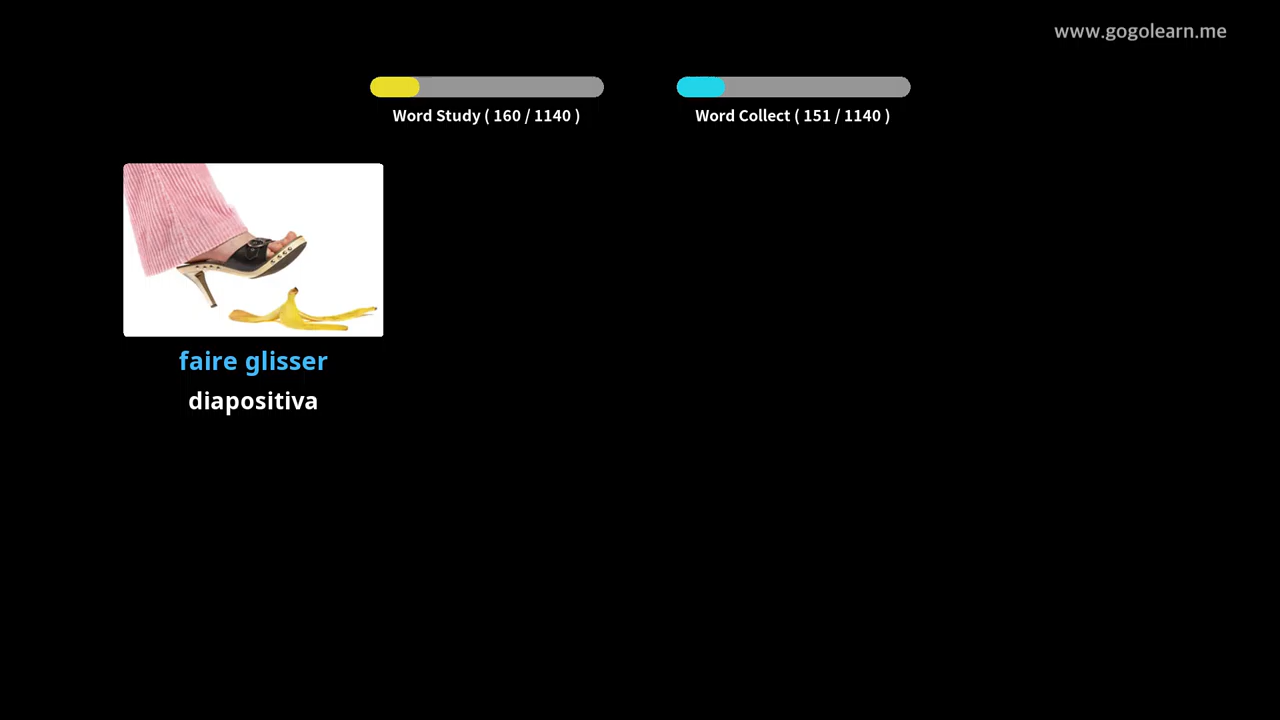 www.gogolearn.me
Word Study ( 160 / 1140 )
Word Collect ( 151 / 1140 )
faire glisser
diapositiva